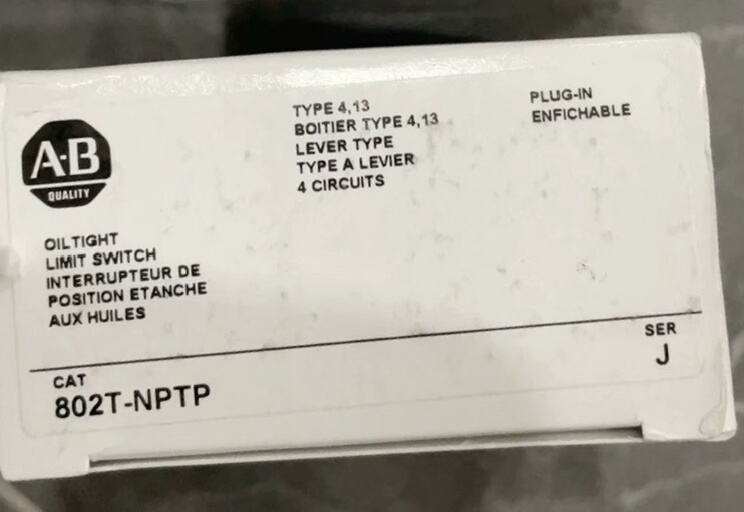 A-B
QUALITY
TYPE 4,13
BOITIER TYPE 4,13
LEVER TYPE
TYPE A LEVIER
4 CIRCUITS
PLUG-IN
ENFICHABLE
OILTIGHT
LIMIT SWITCH
INTERRUPTEUR DE
POSITION ETANCHE
AUX HUILES
CAT
802T-NPTP
SER
J